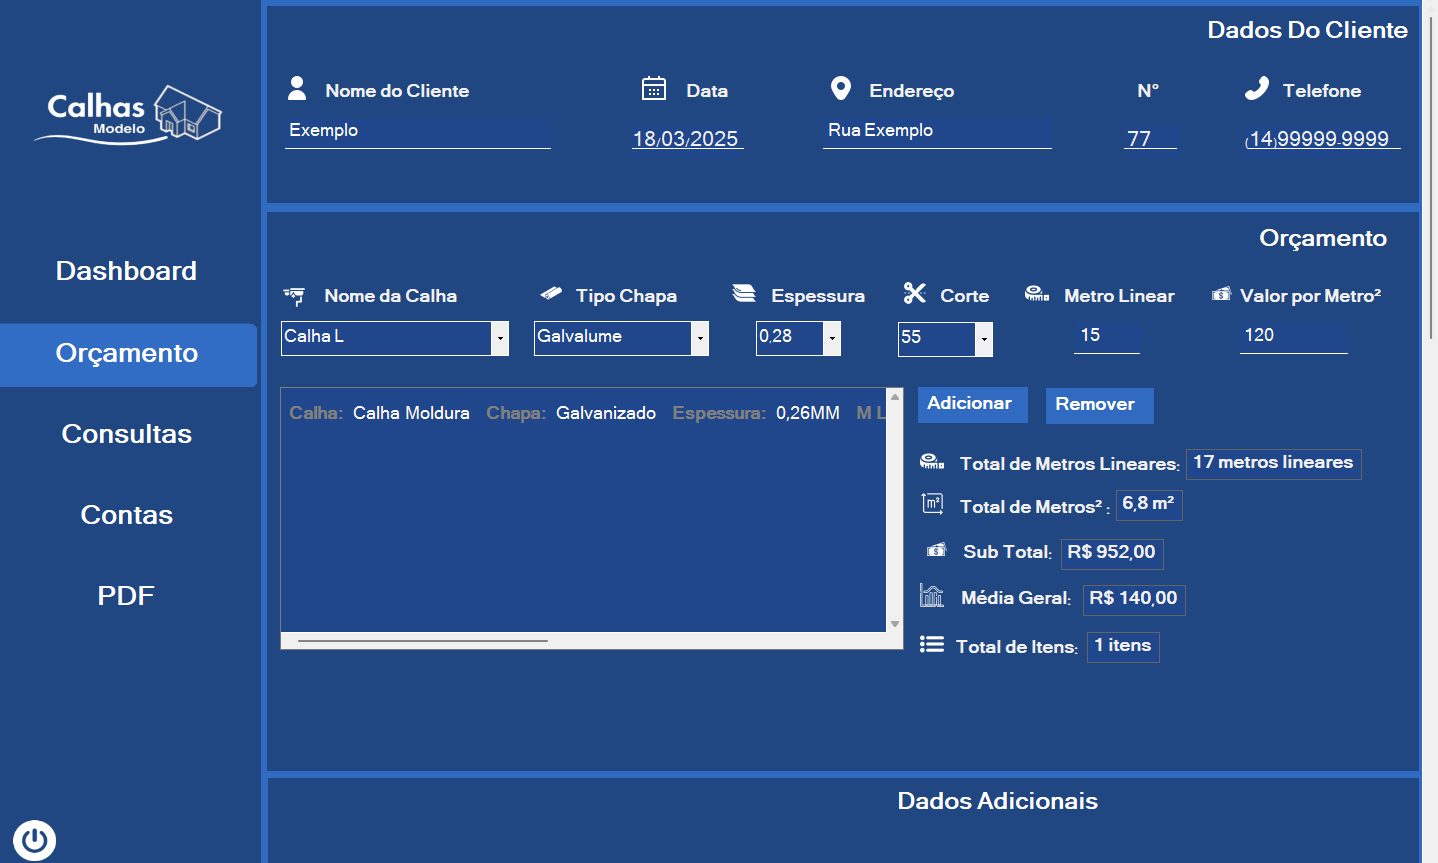 Calhas
Modelo
Dashboard
Orçamento
Consultas
Contas
PDF
Dados Do Cliente
Nome do Cliente Data Endereço N° Telefone
Exemplo 18/03/2025 Rua Exemplo 77 (14)99999-9999
Orçamento
Nome da Calha Tipo Chapa Espessura Corte Metro Linear Valor por Metro²
Calha L Galvalume 0,28 55 15 120
Calha: Calha Moldura Chapa: Galvanizado Espessura: 0,26MM M L
Adicionar Remover
Total de Metros Lineares: 17 metros lineares
m²
Total de Metros² : 6,8 m²
Sub Total: R$ 952,00
Média Geral: R$ 140,00
Total de Itens: 1 itens
Dados Adicionais